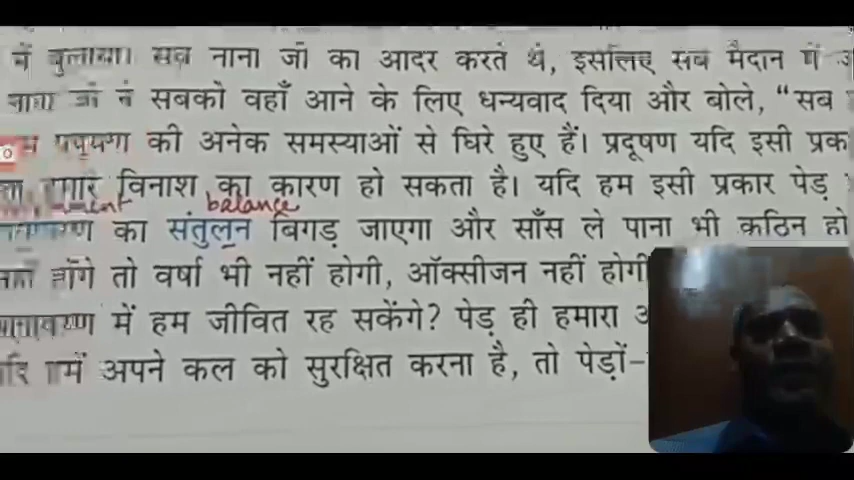 में बुलाया। सब नाना जी का आदर करते थे, इसलिए सब मैदान में
नाना जी ने सबको वहाँ आने के लिए धन्यवाद दिया और बोले, “सब
की अनेक समस्याओं से घिरे हुए हैं। प्रदूषण यदि इसी प्रक
विनाश का कारण हो सकता है। यदि हम इसी प्रकार पेड़
balance
का संतुलन बिगड़ जाएगा और साँस ले पाना भी कठिन हो
होंगे तो वर्षा भी नहीं होगी, ऑक्सीजन नहीं होगी
में हम जीवित रह सकेंगे? पेड़ ही हमारा
हमें अपने कल को सुरक्षित करना है, तो पेड़ों-